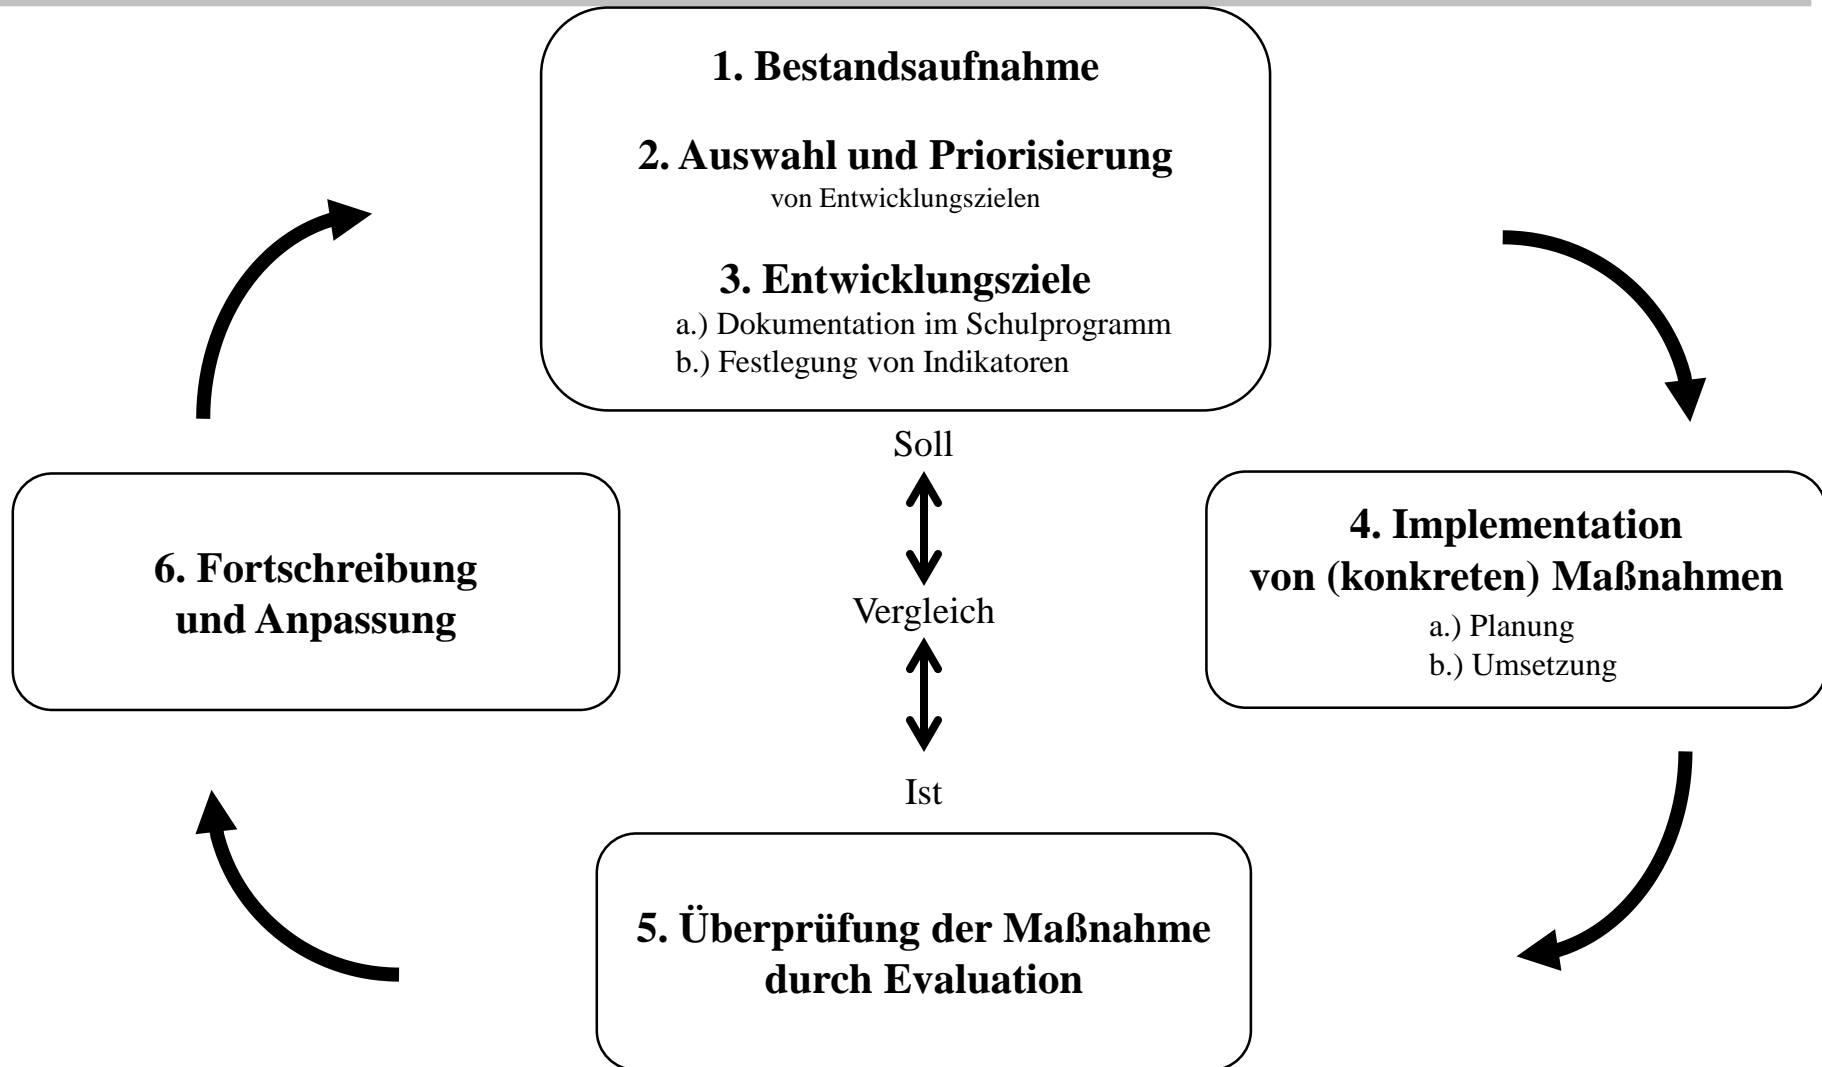 1. Bestandsaufnahme
2. Auswahl und Priorisierung
von Entwicklungszielen
3. Entwicklungsziele
a.) Dokumentation im Schulprogramm
b.) Festlegung von Indikatoren
Soll
Vergleich
Ist
4. Implementation
von (konkreten) Maßnahmen
a.) Planung
b.) Umsetzung
5. Überprüfung der Maßnahme
durch Evaluation
6. Fortschreibung
und Anpassung